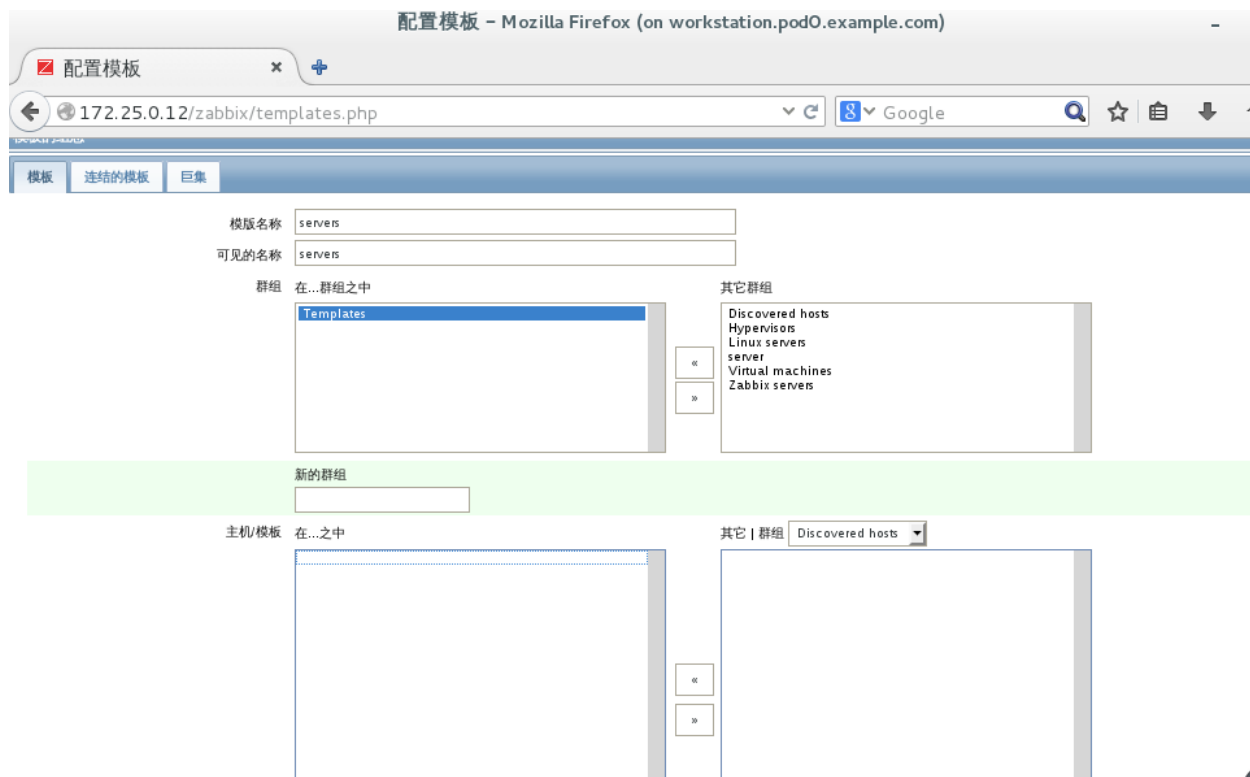 配置模板 – Mozilla Firefox (on workstation.pod0.example.com)
配置模板
172.25.0.12/zabbix/templates.php
8 Google
模板 连结的模板 巨集
模版名称 servers
可见的名称 servers
群组 在...群组之中 其它群组
Templates
Discovered hosts
Hypervisors
Linux servers
server
Virtual machines
Zabbix servers
«
»
新的群组
主机/模板 在...之中 其它 | 群组 Discovered hosts
«
»